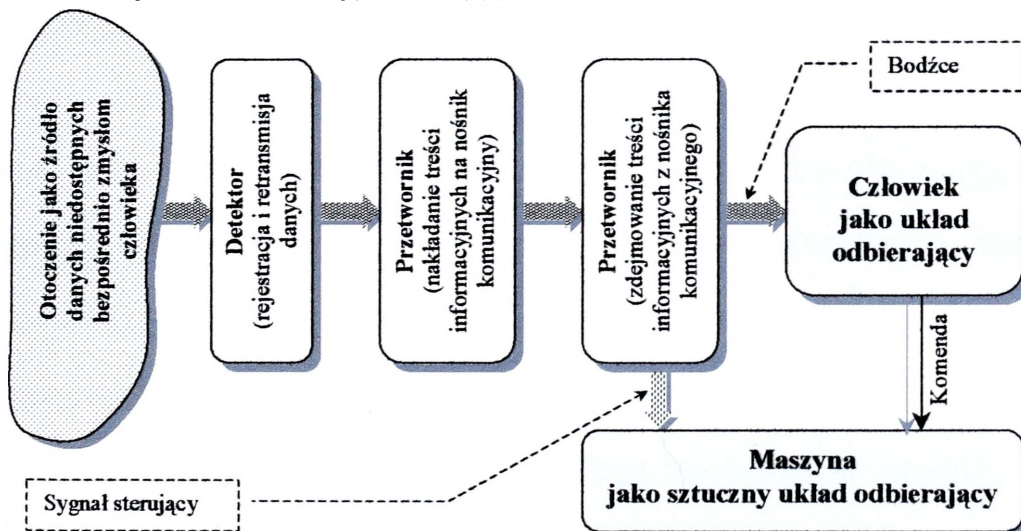 Otoczenie jako źródło
danych niedostępnych
bezpośrednio zmysłom
człowieka
Detektor
(rejestracja i retransmisja
danych)
Przetwornik
(nakładanie treści
informacyjnych na nośnik
komunikacyjny)
Przetwornik
(zdejmowanie treści
informacyjnych z nośnika
komunikacyjnego)
Bodźce
Człowiek
jako układ
odbierający
Komenda
Maszyna
jako sztuczny układ odbierający
Sygnał sterujący